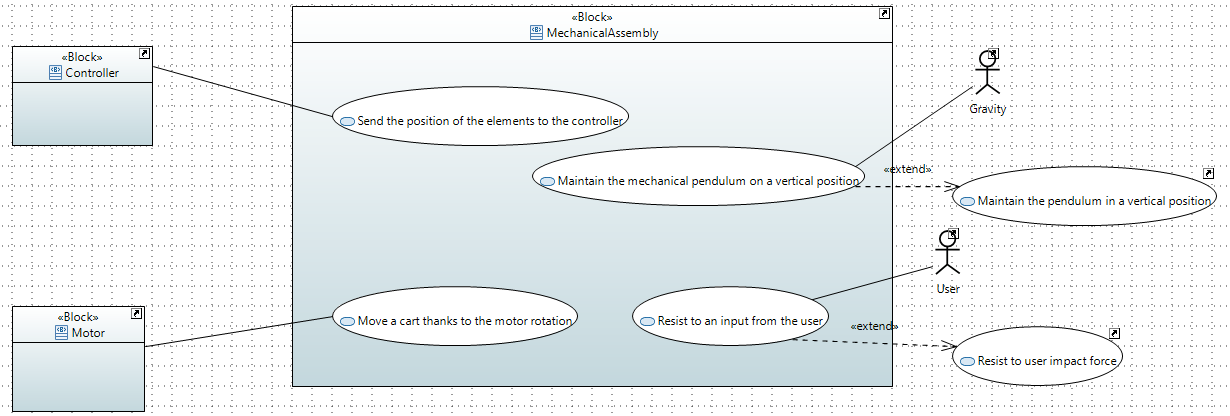 «Block»
MechanicalAssembly
«Block»
Controller
Send the position of the elements to the controller
Gravity
Maintain the mechanical pendulum on a vertical position
«extend»
Maintain the pendulum in a vertical position
User
«Block»
Motor
Move a cart thanks to the motor rotation
Resist to an input from the user
«extend»
Resist to user impact force